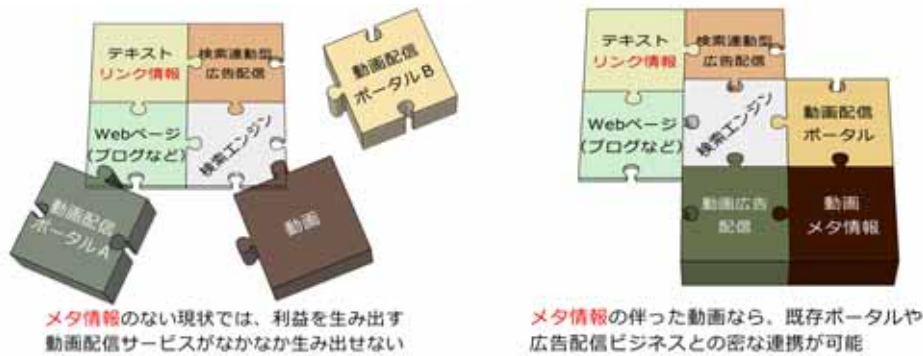 テキスト
リンク情報
検索連動型
広告配信
Webページ
(ブログなど)
検索エンジン
動画配信
ポータルB
動画配信
ポータルA
動画
メタ情報のない現状では、利益を生み出す
動画配信サービスがなかなか生み出せない
テキスト
リンク情報
検索連動型
広告配信
Webページ
(ブログなど)
検索エンジン
動画配信
ポータル
動画広告
配信
動画
メタ情報
メタ情報の伴った動画なら、既存ポータルや
広告配信ビジネスとの密な連携が可能